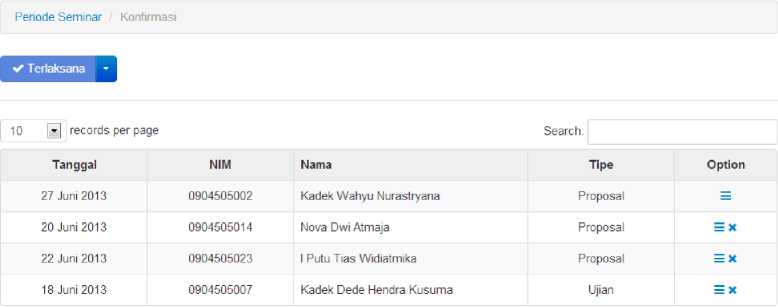 Periode Seminar / Konfirmasi
Terlaksana
10 records per page Search:
Tanggal NIM Nama Tipe Option
27 Juni 2013 0904505002 Kadek Wahyu Nurastryana Proposal
20 Juni 2013 0904505014 Nova Dwi Atmaja Proposal
22 Juni 2013 0904505023 I Putu Tias Widiatmika Proposal
18 Juni 2013 0904505007 Kadek Dede Hendra Kusuma Ujian